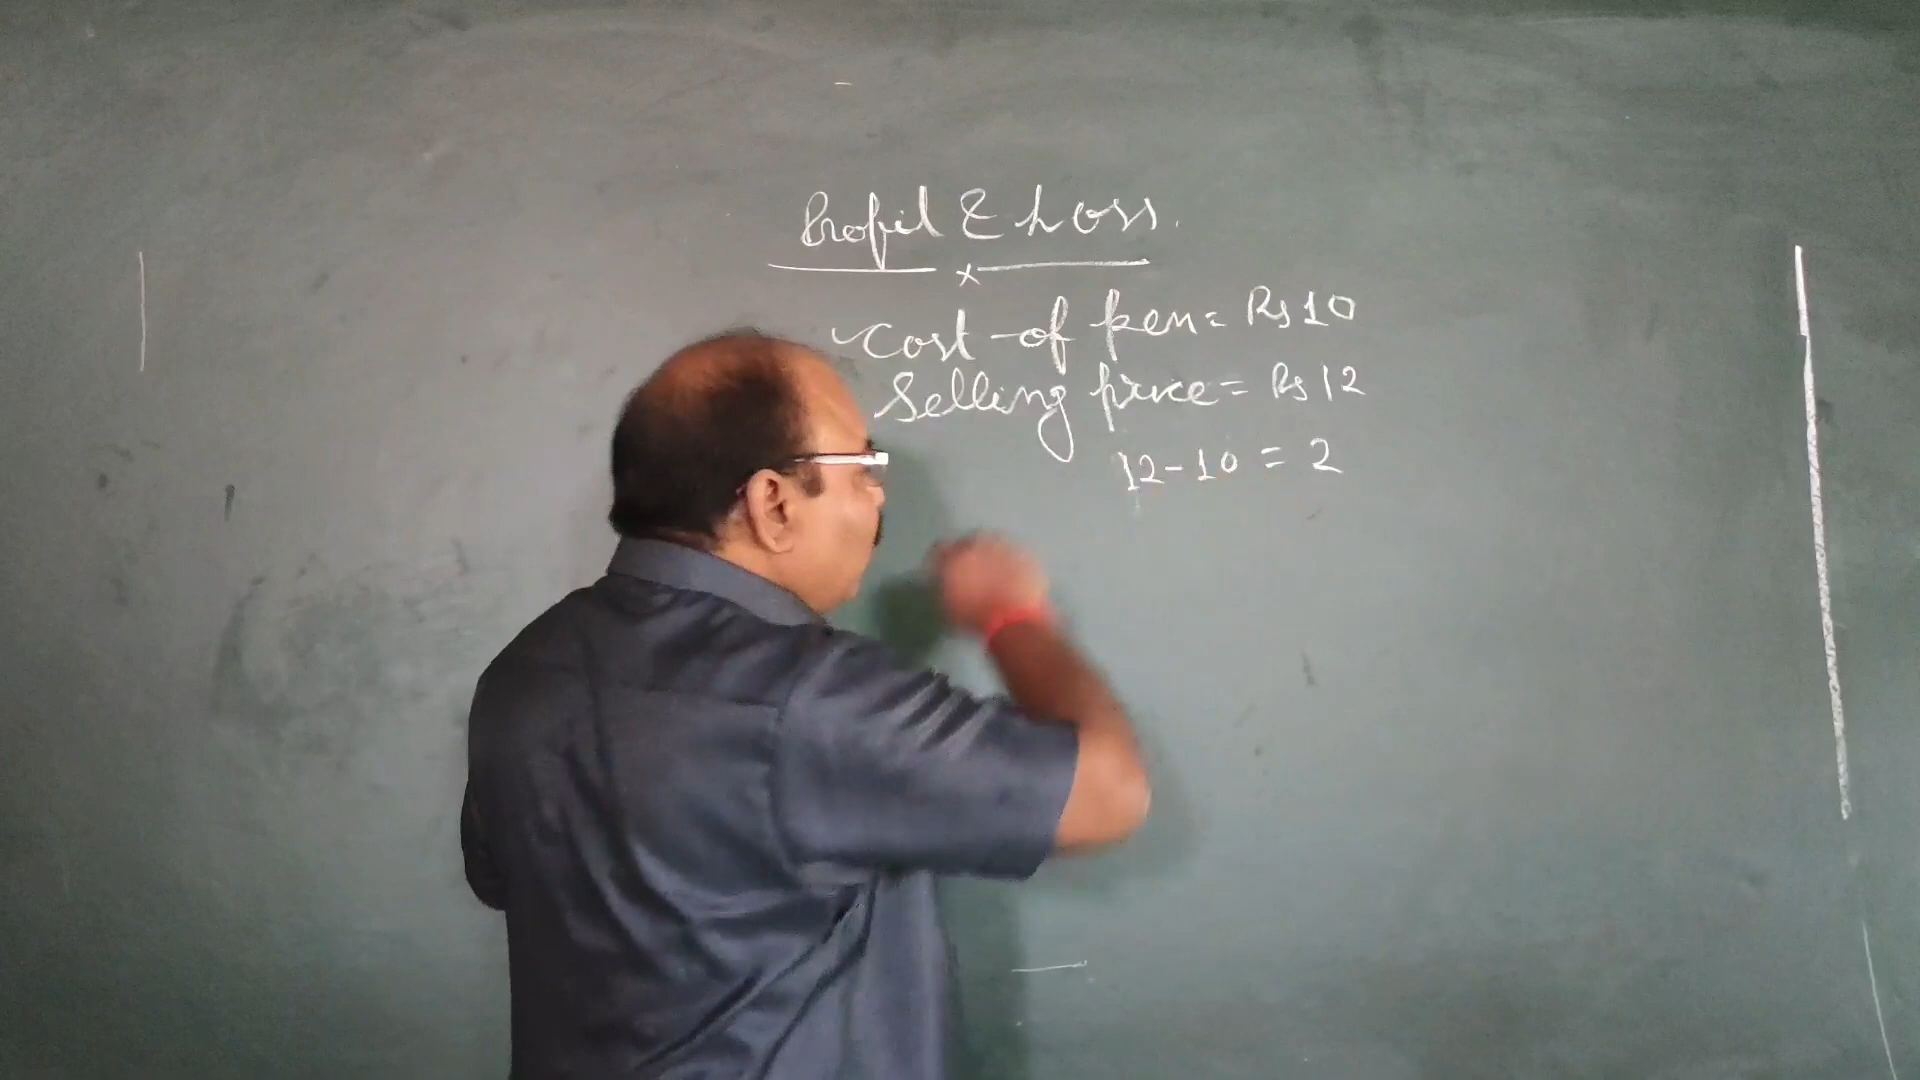 Profit & Loss.
Cost of pen = Rs 10
Selling price = Rs 12
12-10 = 2